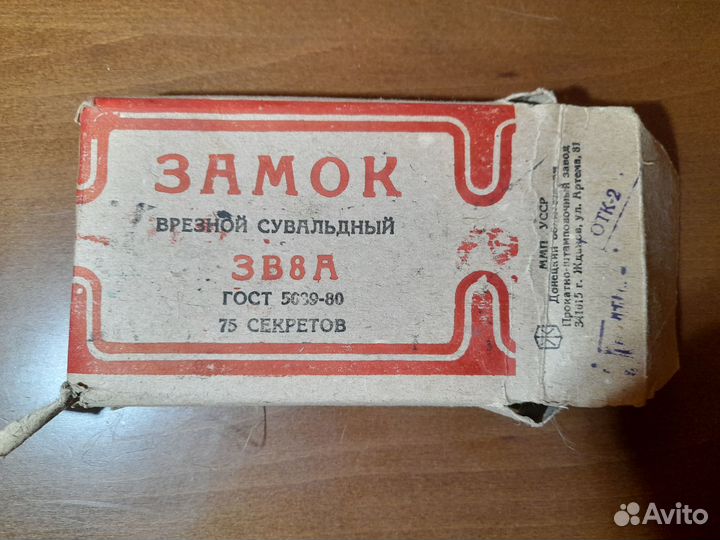 ЗАМОК
ВРЕЗНОЙ СУВАЛЬДНЫЙ
ЗВ8А
ГОСТ 5089-80
75 СЕКРЕТОВ
ММП УССР
Донецкий
Прокатно-штамповочный завод
341015 г. Жданов, ул. Артема, 81
ОТК-2
Avito